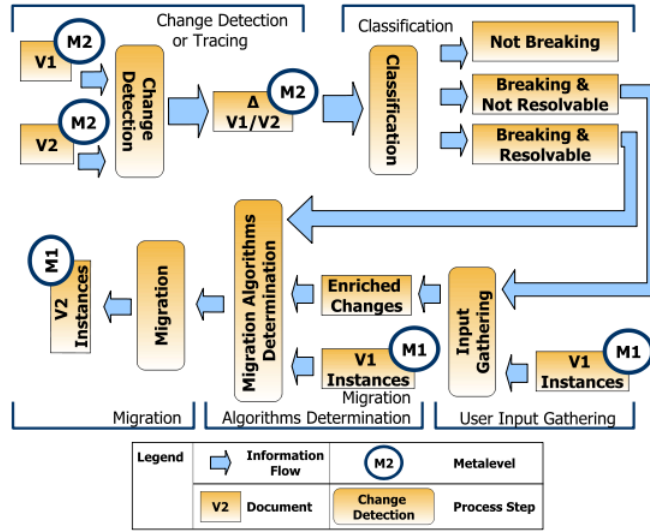 Change Detection
or Tracing
Classification
V1
M2
V2
M2
Change
Detection
Δ
V1/V2
M2
Classification
Not Breaking
Breaking &
Not Resolvable
Breaking &
Resolvable
M1
V2
Instances
Migration
Migration Algorithms
Determination
Enriched
Changes
V1
Instances
M1
Input
Gathering
V1
Instances
M1
Migration
Migration
Algorithms Determination
User Input Gathering
Legend
Information
Flow
M2
Metalevel
V2
Document
Change
Detection
Process Step